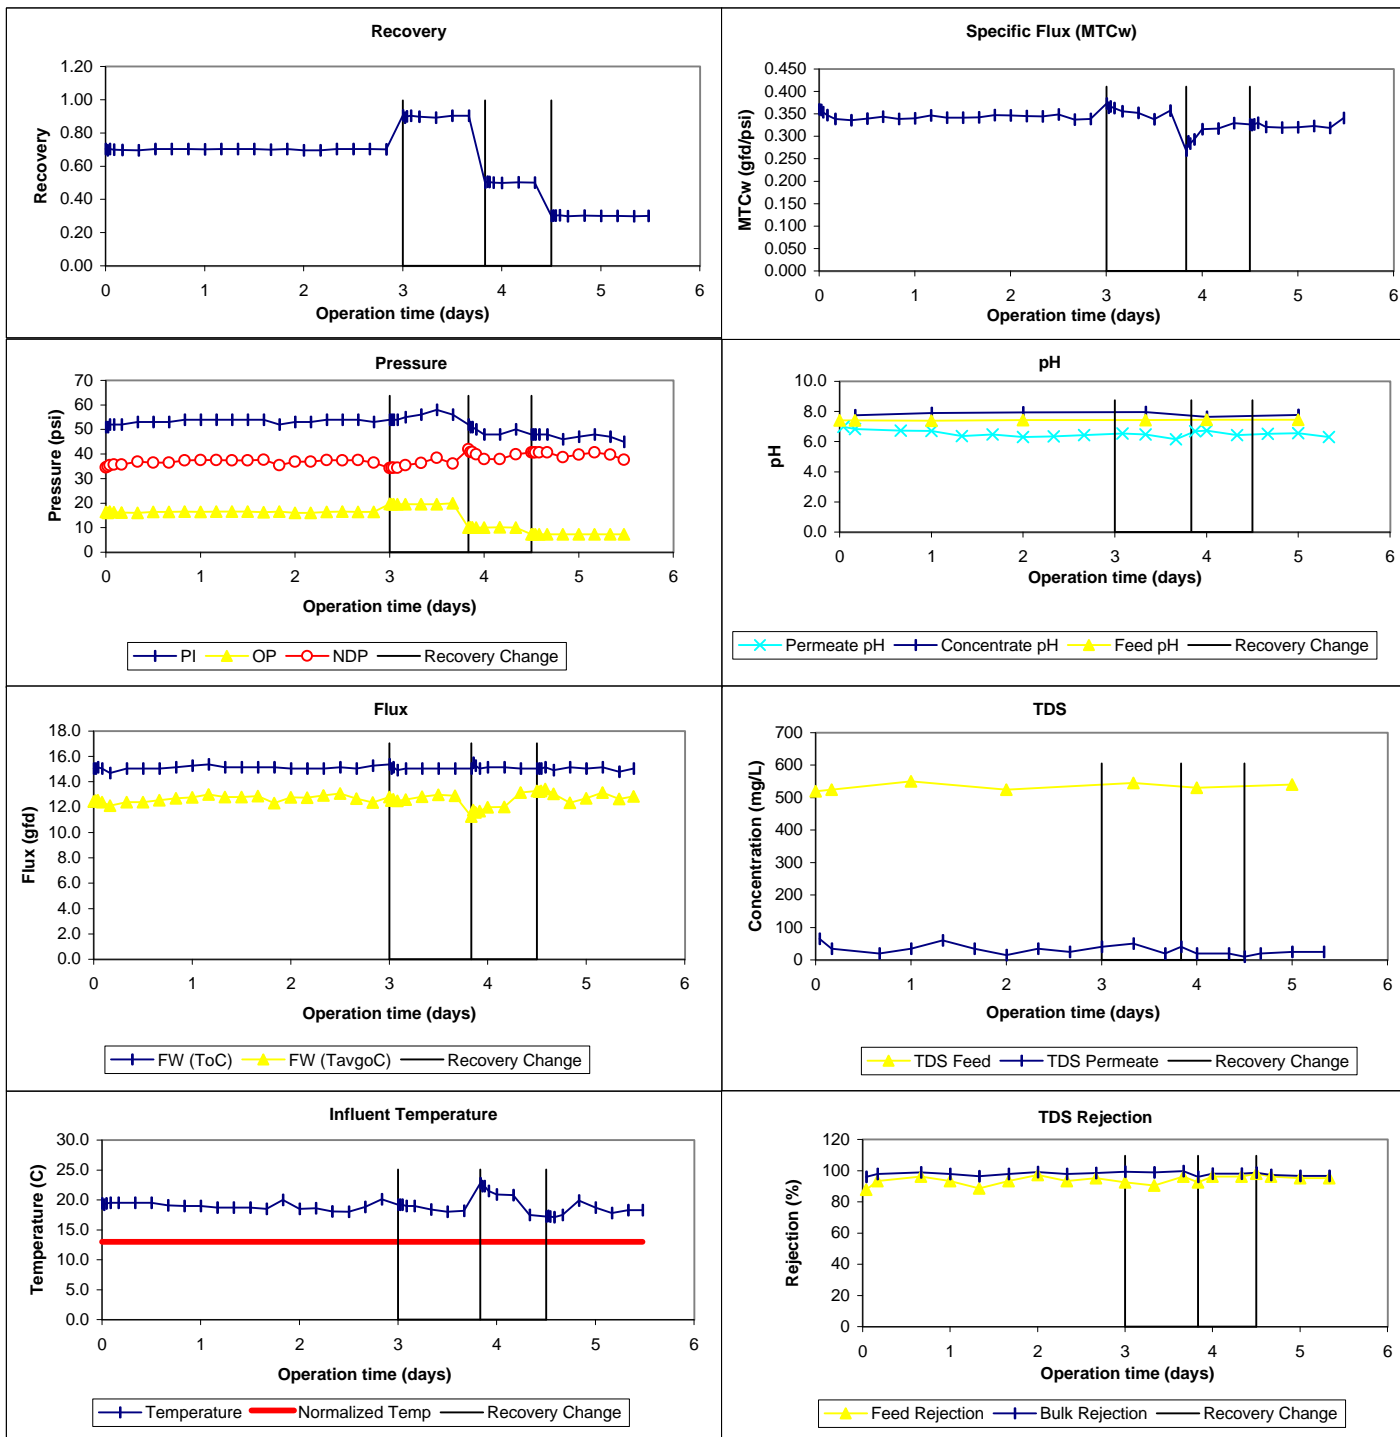 Recovery
1.20
1.00
0.80
0.60
0.40
0.20
0.00
Recovery
0 1 2 3 4 5 6
Operation time (days)
Specific Flux (MTCw)
0.450
0.400
0.350
0.300
0.250
0.200
0.150
0.100
0.050
0.000
MTCw (gfd/psi)
0 1 2 3 4 5 6
Operation time (days)
Pressure
70
60
50
40
30
20
10
0
Pressure (psi)
0 1 2 3 4 5 6
Operation time (days)
PI OP NDP Recovery Change
pH
10.0
8.0
6.0
4.0
2.0
0.0
pH
0 1 2 3 4 5 6
Operation time (days)
Permeate pH Concentrate pH Feed pH Recovery Change
Flux
18.0
16.0
14.0
12.0
10.0
8.0
6.0
4.0
2.0
0.0
Flux (gfd)
0 1 2 3 4 5 6
Operation time (days)
FW (ToC) FW (TavgoC) Recovery Change
TDS
700
600
500
400
300
200
100
0
Concentration (mg/L)
0 1 2 3 4 5 6
Operation time (days)
TDS Feed TDS Permeate Recovery Change
Influent Temperature
30.0
25.0
20.0
15.0
10.0
5.0
0.0
Temperature (C)
0 1 2 3 4 5 6
Operation time (days)
Temperature Normalized Temp Recovery Change
TDS Rejection
120
100
80
60
40
20
0
Rejection (%)
0 1 2 3 4 5 6
Operation time (days)
Feed Rejection Bulk Rejection Recovery Change